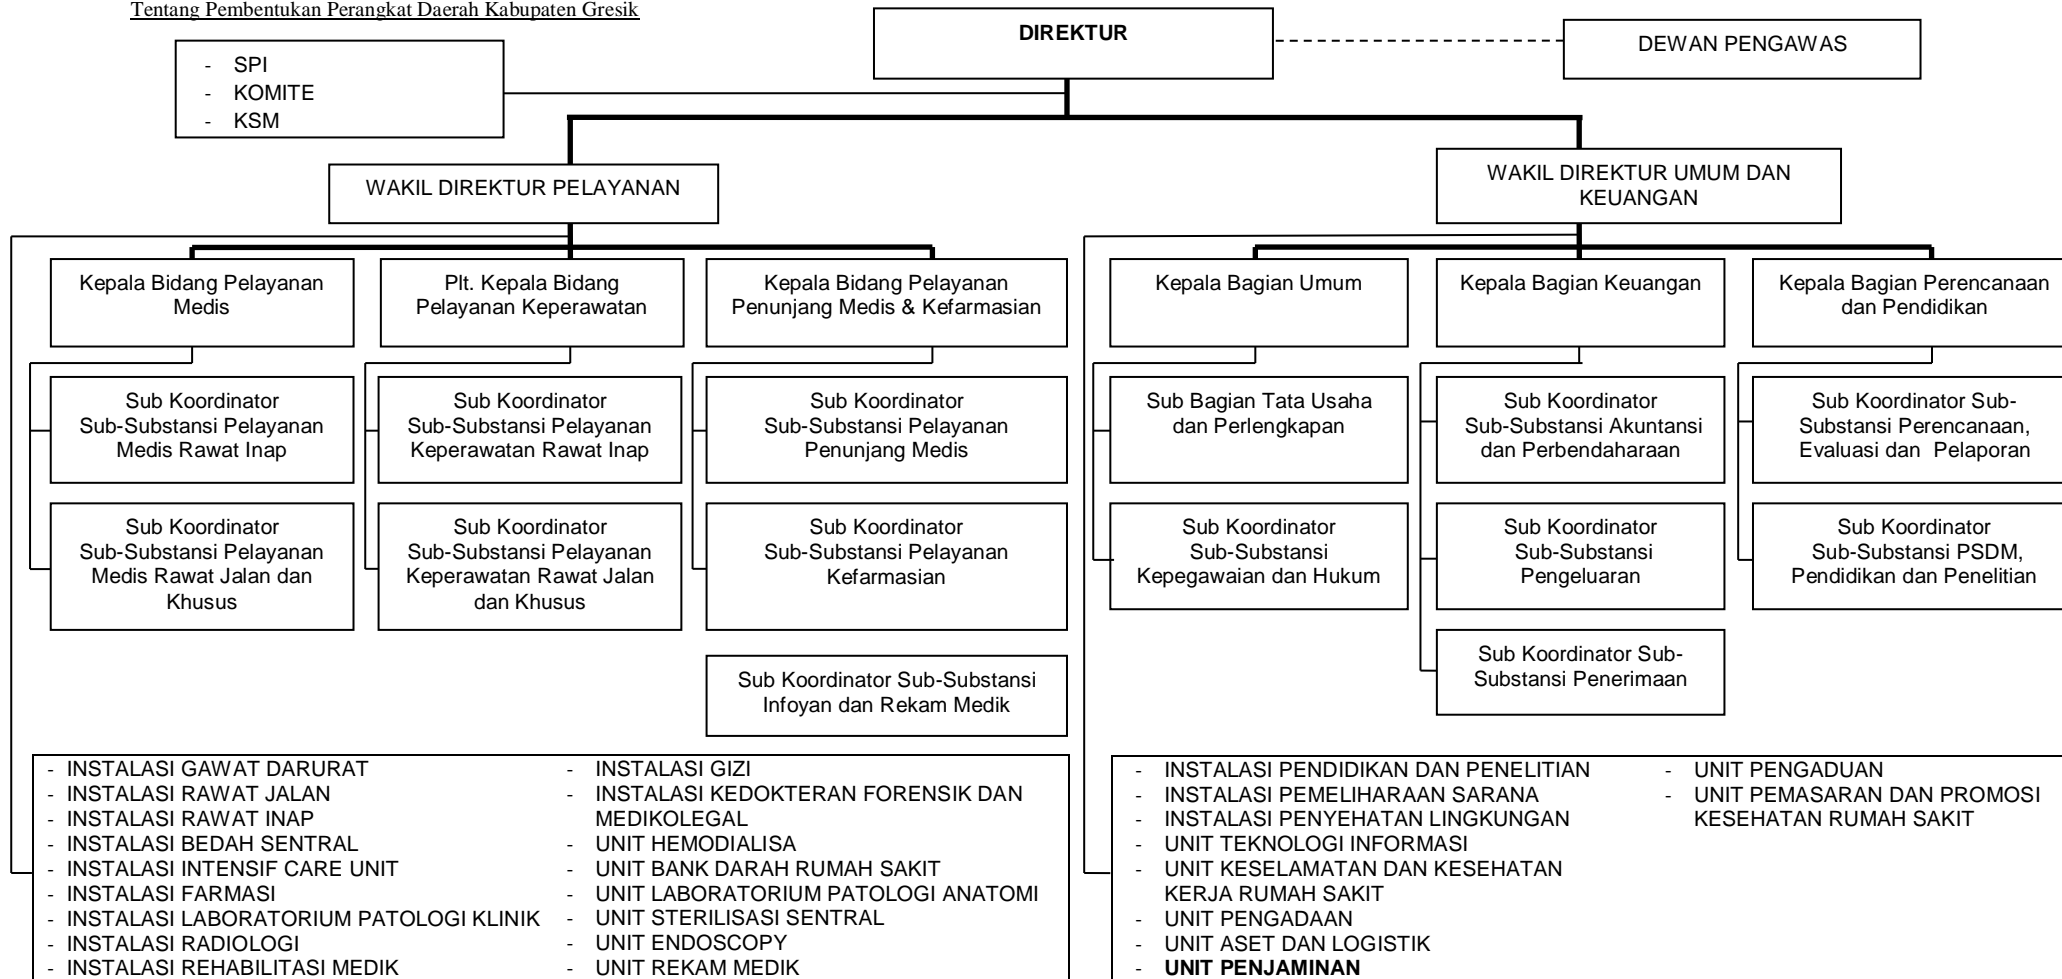 Tentang Pembentukan Perangkat Daerah Kabupaten Gresik
DIREKTUR
DEWAN PENGAWAS
- SPI
- KOMITE
- KSM
WAKIL DIREKTUR PELAYANAN
WAKIL DIREKTUR UMUM DAN
KEUANGAN
Kepala Bidang Pelayanan
Medis
Plt. Kepala Bidang
Pelayanan Keperawatan
Kepala Bidang Pelayanan
Penunjang Medis & Kefarmasian
Kepala Bagian Umum
Kepala Bagian Keuangan
Kepala Bagian Perencanaan
dan Pendidikan
Sub Koordinator
Sub-Substansi Pelayanan
Medis Rawat Inap
Sub Koordinator
Sub-Substansi Pelayanan
Keperawatan Rawat Inap
Sub Koordinator
Sub-Substansi Pelayanan
Penunjang Medis
Sub Bagian Tata Usaha
dan Perlengkapan
Sub Koordinator
Sub-Substansi Akuntansi
dan Perbendaharaan
Sub Koordinator Sub-
Substansi Perencanaan,
Evaluasi dan Pelaporan
Sub Koordinator
Sub-Substansi Pelayanan
Medis Rawat Jalan dan
Khusus
Sub Koordinator
Sub-Substansi Pelayanan
Keperawatan Rawat Jalan
dan Khusus
Sub Koordinator
Sub-Substansi Pelayanan
Kefarmasian
Sub Koordinator
Sub-Substansi
Kepegawaian dan Hukum
Sub Koordinator
Sub-Substansi
Pengeluaran
Sub Koordinator
Sub-Substansi PSDM,
Pendidikan dan Penelitian
Sub Koordinator Sub-Substansi
Infoyan dan Rekam Medik
Sub Koordinator Sub-
Substansi Penerimaan
- INSTALASI GAWAT DARURAT
- INSTALASI RAWAT JALAN
- INSTALASI RAWAT INAP
- INSTALASI BEDAH SENTRAL
- INSTALASI INTENSIF CARE UNIT
- INSTALASI FARMASI
- INSTALASI LABORATORIUM PATOLOGI KLINIK
- INSTALASI RADIOLOGI
- INSTALASI REHABILITASI MEDIK
- INSTALASI GIZI
- INSTALASI KEDOKTERAN FORENSIK DAN
MEDIKOLEGAL
- UNIT HEMODIALISA
- UNIT BANK DARAH RUMAH SAKIT
- UNIT LABORATORIUM PATOLOGI ANATOMI
- UNIT STERILISASI SENTRAL
- UNIT ENDOSCOPY
- UNIT REKAM MEDIK
- INSTALASI PENDIDIKAN DAN PENELITIAN
- INSTALASI PEMELIHARAAN SARANA
- INSTALASI PENYEHATAN LINGKUNGAN
- UNIT TEKNOLOGI INFORMASI
- UNIT KESELAMATAN DAN KESEHATAN
KERJA RUMAH SAKIT
- UNIT PENGADAAN
- UNIT ASET DAN LOGISTIK
- UNIT PENJAMINAN
- UNIT PENGADUAN
- UNIT PEMASARAN DAN PROMOSI
KESEHATAN RUMAH SAKIT